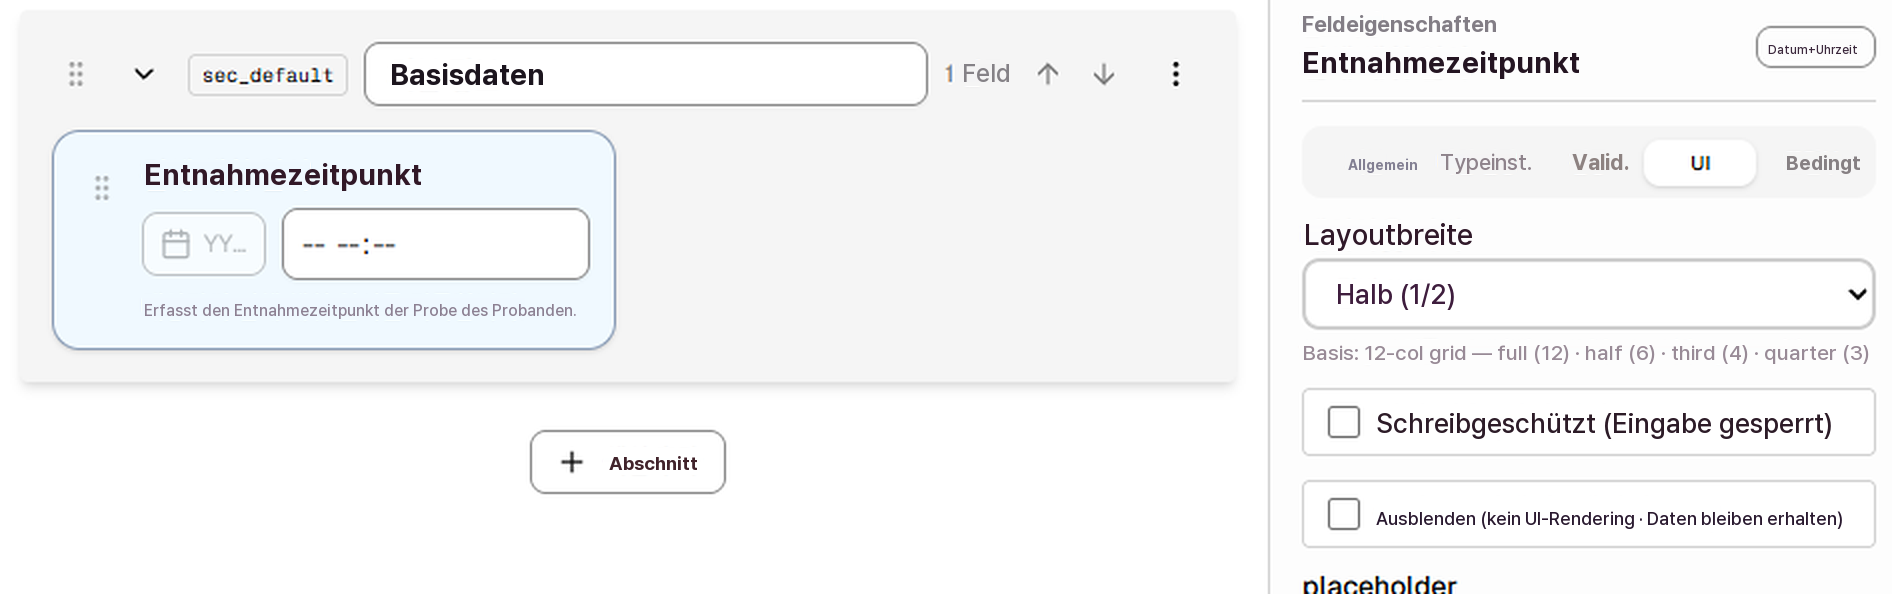 sec_default
Basisdaten
1 Feld
Entnahmezeitpunkt
YY...
-- --:--
Erfasst den Entnahmezeitpunkt der Probe des Probanden.
Abschnitt
Feldeigenschaften
Entnahmezeitpunkt
Datum+Uhrzeit
Allgemein Typeinst. Valid. UI Bedingt
Layoutbreite
Halb (1/2)
Basis: 12-col grid — full (12) · half (6) · third (4) · quarter (3)
Schreibgeschützt (Eingabe gesperrt)
Ausblenden (kein UI-Rendering · Daten bleiben erhalten)
placeholder